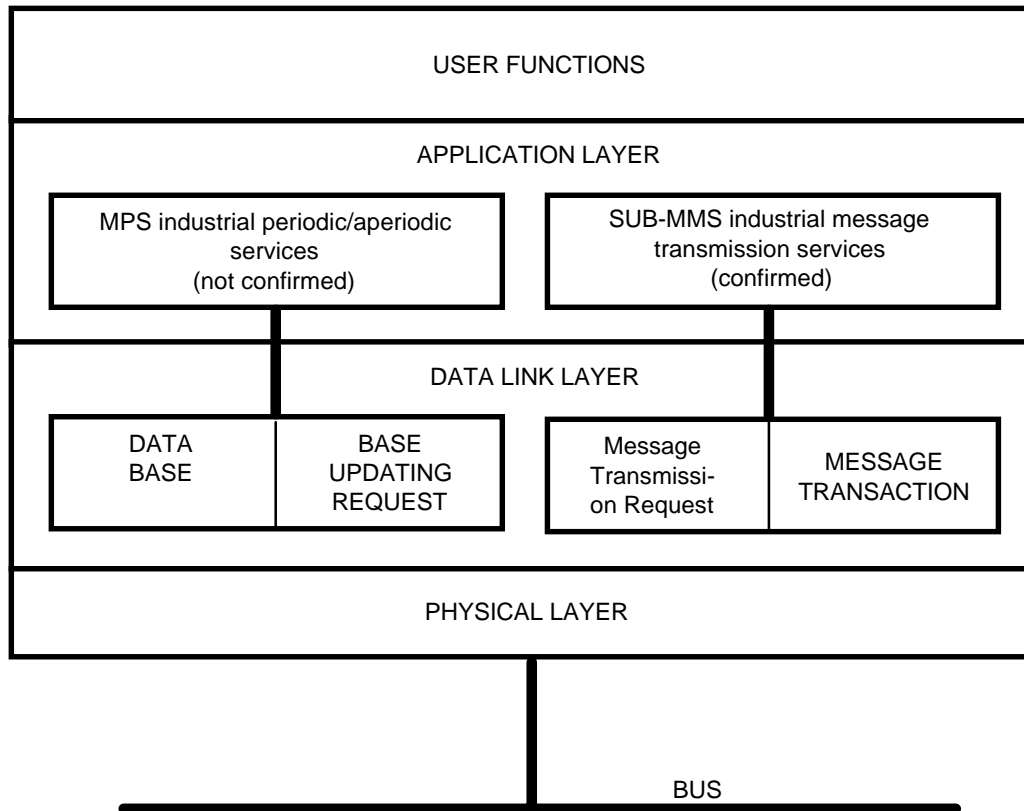 USER FUNCTIONS
APPLICATION LAYER
MPS industrial periodic/aperiodic
services
(not confirmed)
SUB-MMS industrial message
transmission services
(confirmed)
DATA LINK LAYER
DATA
BASE
BASE
UPDATING
REQUEST
Message
Transmissi-
on Request
MESSAGE
TRANSACTION
PHYSICAL LAYER
BUS